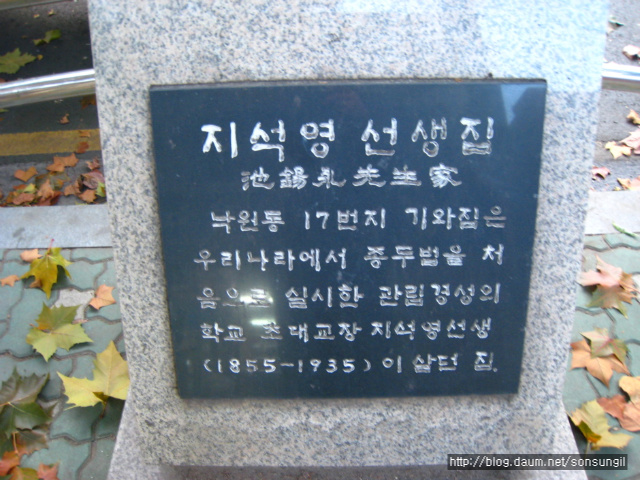 지석영 선생집
池錫永先生家
낙원동 17번지 기와집은
우리나라에서 종두법을 처
음으로 실시한 관립경성의
학교 초대교장 지석영선생
(1855-1935)이 살던 집.
http://blog.daum.net/sonsungil